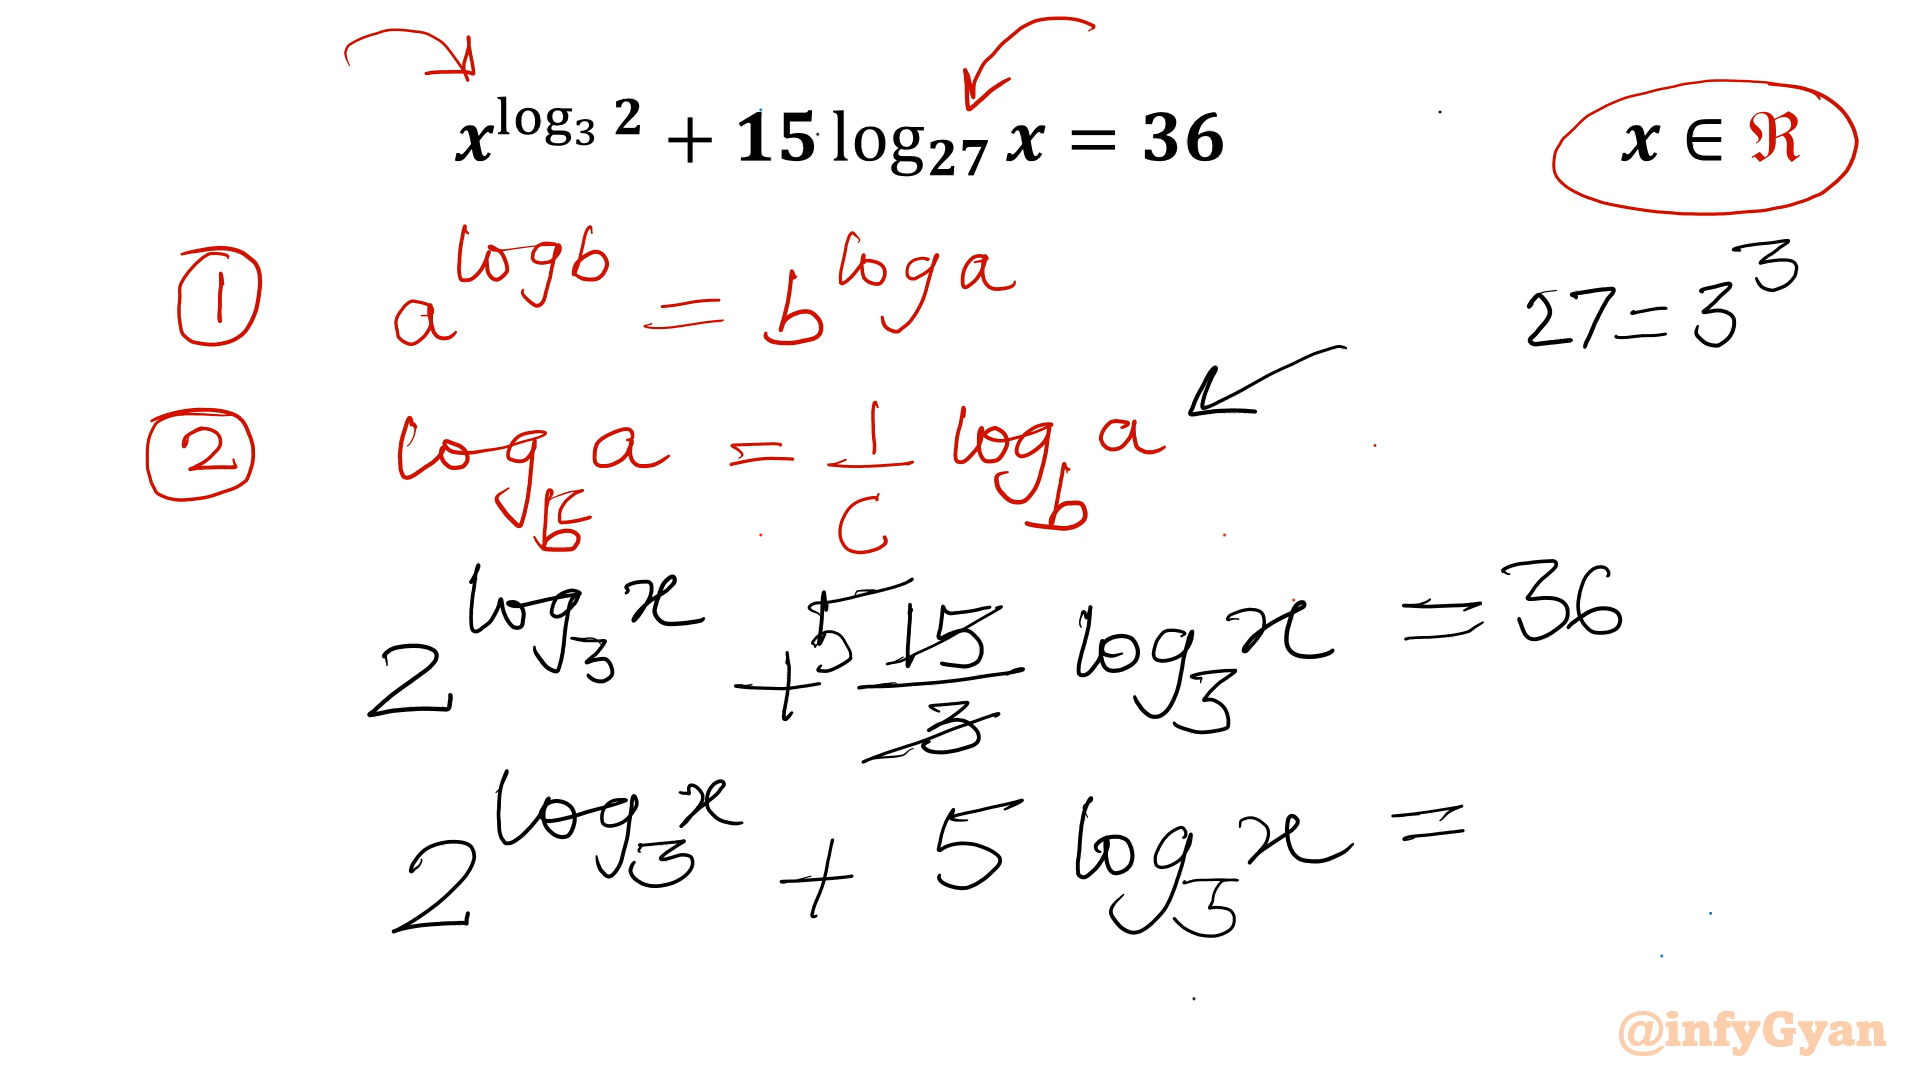 x^{log₃ 2} + 15 log₂₇ x = 36
x ∈ ℜ
① a^{log b} = b^{log a}
27 = 3³
② log_{b^c} a = 1/c log_b a
2^{log₃ x} + 5 15/3 log₃ x = 36
2^{log₃ x} + 5 log₃ x =
@infyGyan